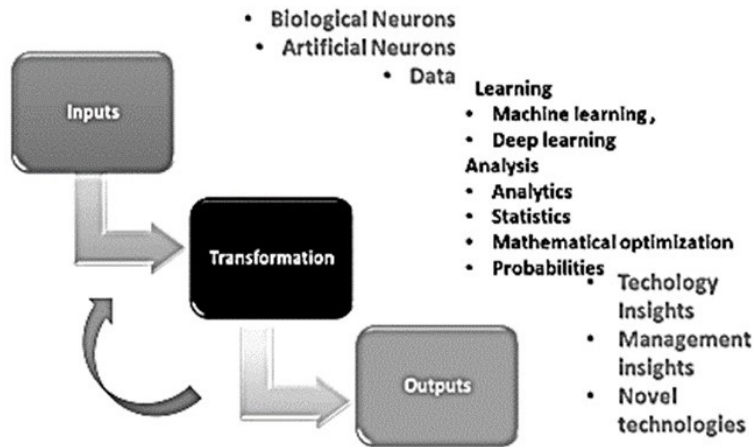 • Biological Neurons
• Artificial Neurons
• Data
Inputs
Learning
• Machine learning,
• Deep learning
Analysis
• Analytics
• Statistics
• Mathematical optimization
• Probabilities
Transformation
• Techology
Insights
• Management
insights
• Novel
technologies
Outputs